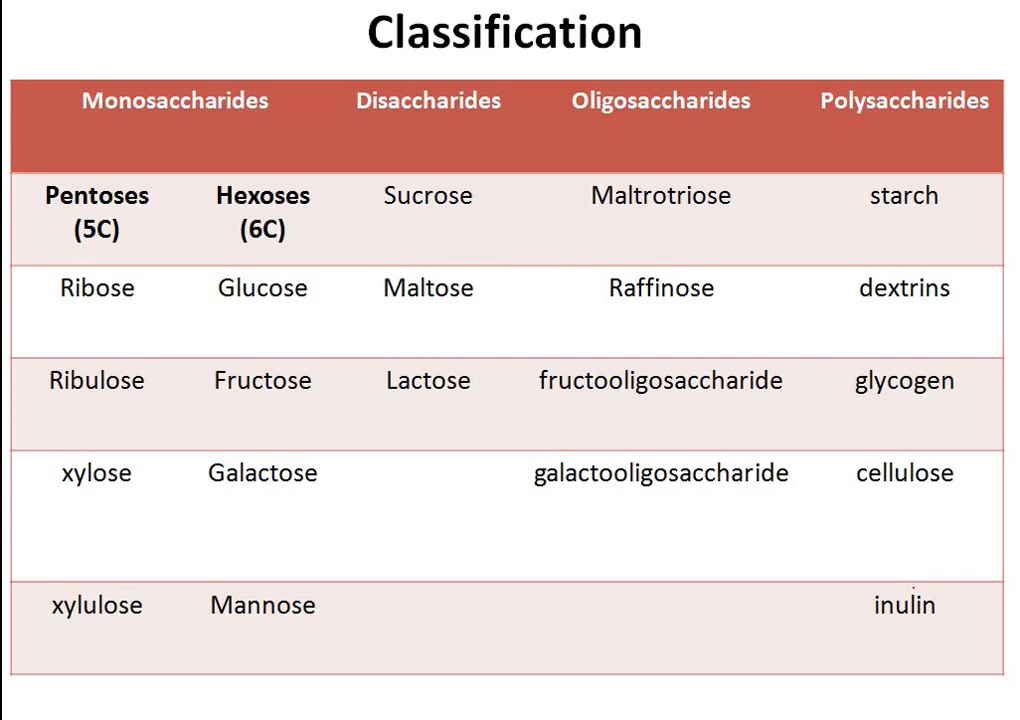 Classification
Monosaccharides Disaccharides Oligosaccharides Polysaccharides
Pentoses Hexoses Sucrose Maltrotriose starch
(5C) (6C)
Ribose Glucose Maltose Raffinose dextrins
Ribulose Fructose Lactose fructooligosaccharide glycogen
xylose Galactose galactooligosaccharide cellulose
xylulose Mannose inulin